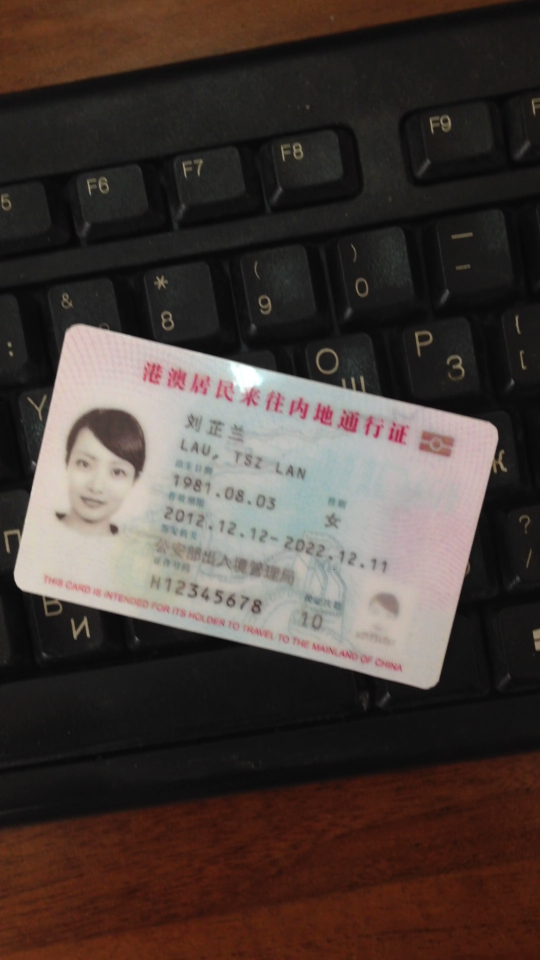 5 F6 F7 F8 F9 F
& * 8 ( 9 ) 0 — –
: O Ш P З { [
Y
港澳居民来往内地通行证
刘芷兰
LAU, TSZ LAN
出生日期 性别
1981.08.03 女
有效期限
2012.12.12-2022.12.11
签发机关
公安部出入境管理局
证件号码 换证次数
H12345678 10
THIS CARD IS INTENDED FOR ITS HOLDER TO TRAVEL TO THE MAINLAND OF CHINA
П ? /
B И